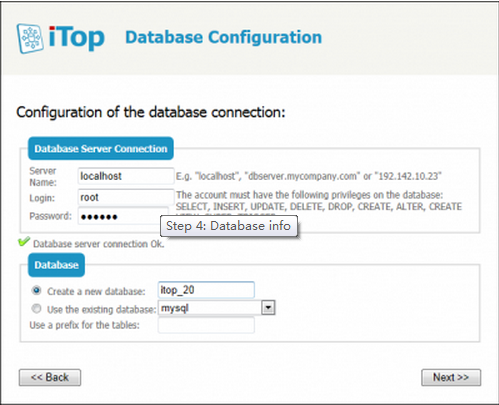 iTop Database Configuration
Configuration of the database connection:
Database Server Connection
Server Name: localhost E.g. "localhost", "dbserver.mycompany.com" or "192.142.10.23"
Login: root The account must have the following privileges on the database:
SELECT, INSERT, UPDATE, DELETE, DROP, CREATE, ALTER, CREATE
Password: ●●●●●●
Step 4: Database info
Database server connection Ok.
Database
Create a new database: itop_20
Use the existing database: mysql
Use a prefix for the tables:
<< Back Next >>